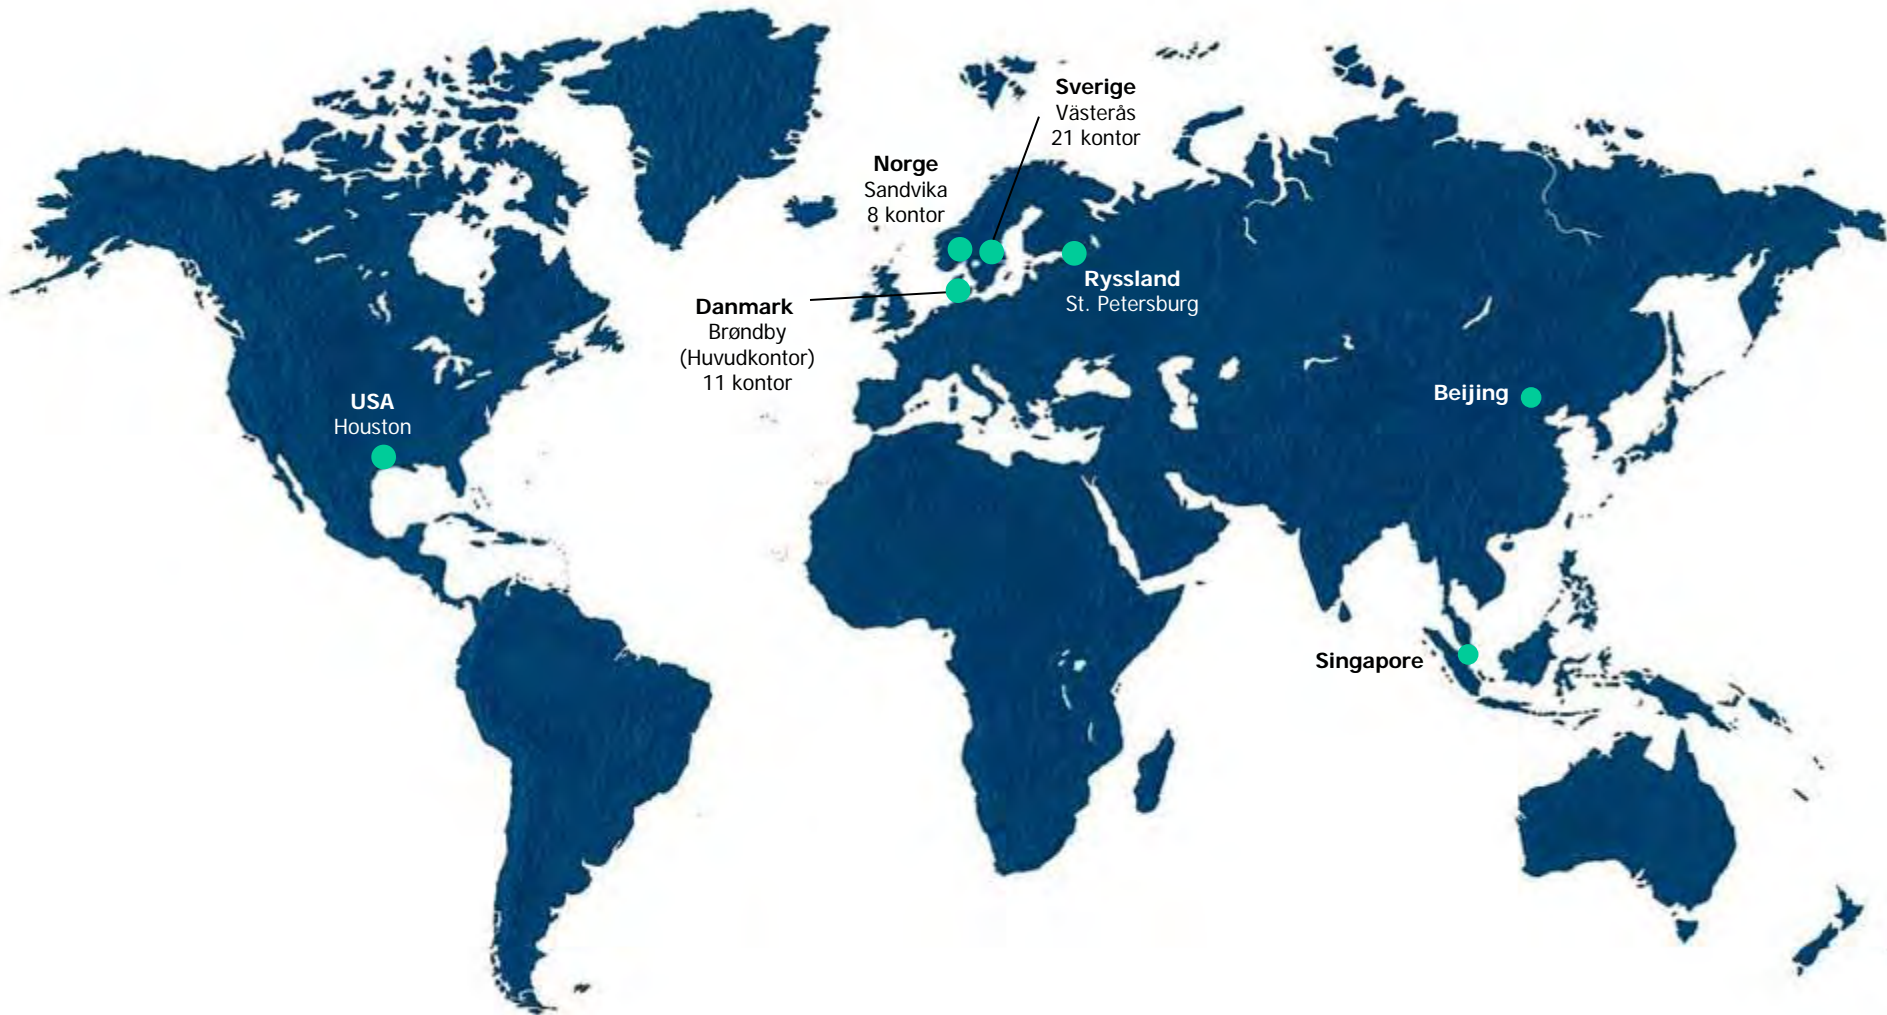 Sverige
Västerås
21 kontor
Norge
Sandvika
8 kontor
Ryssland
St. Petersburg
Danmark
Brøndby
(Huvudkontor)
11 kontor
USA
Houston
Beijing
Singapore